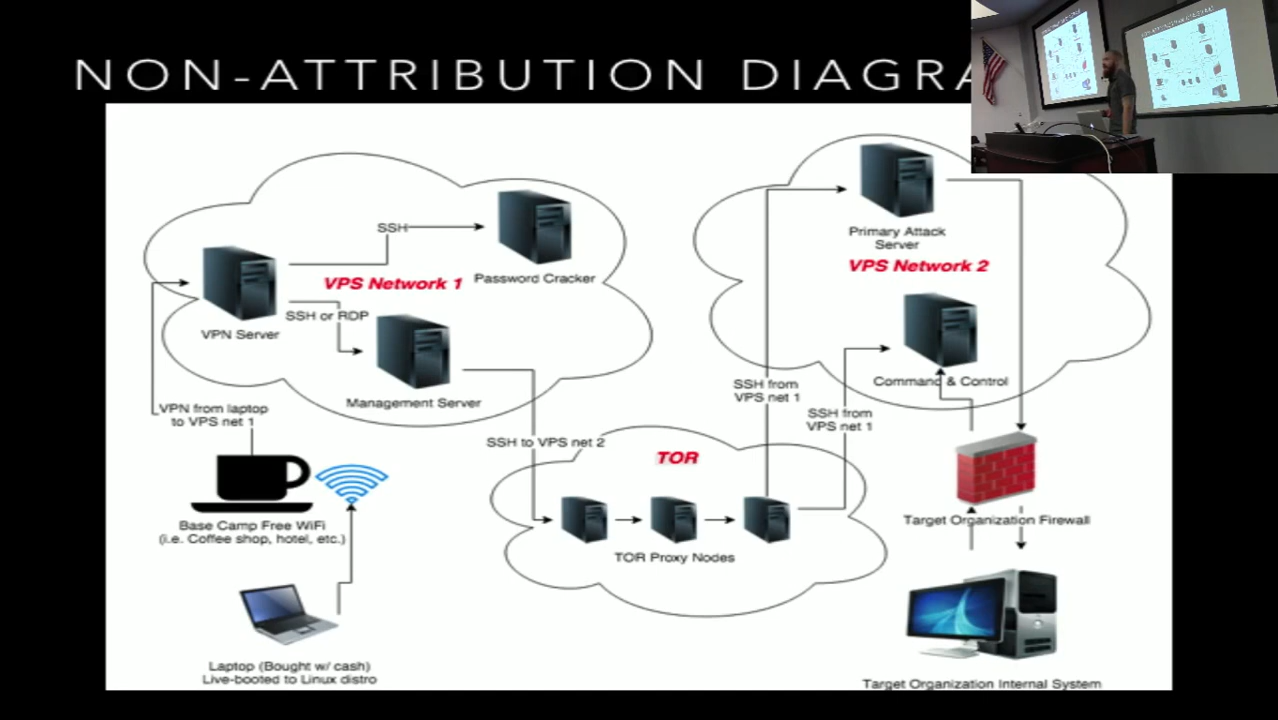 NON-ATTRIBUTION DIAGRA
SSH
VPS Network 1
Password Cracker
VPN Server
SSH or RDP
Management Server
VPN from laptop
to VPS net 1
SSH to VPS net 2
Base Camp Free WiFi
(i.e. Coffee shop, hotel, etc.)
Laptop (Bought w/ cash)
Live-booted to Linux distro
TOR
TOR Proxy Nodes
Primary Attack
Server
VPS Network 2
Command & Control
SSH from
VPS net 1
SSH from
VPS net 1
Target Organization Firewall
Target Organization Internal System